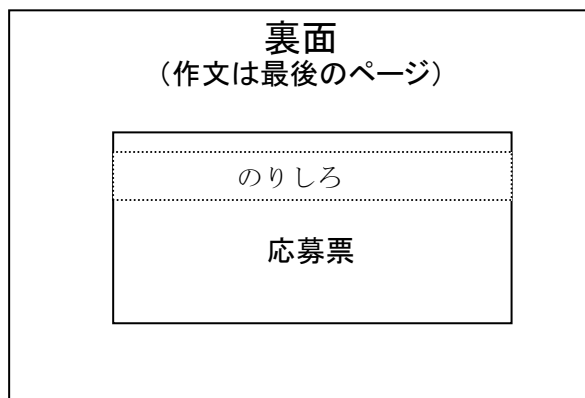 裏面
（作文は最後のページ）
のりしろ
応募票